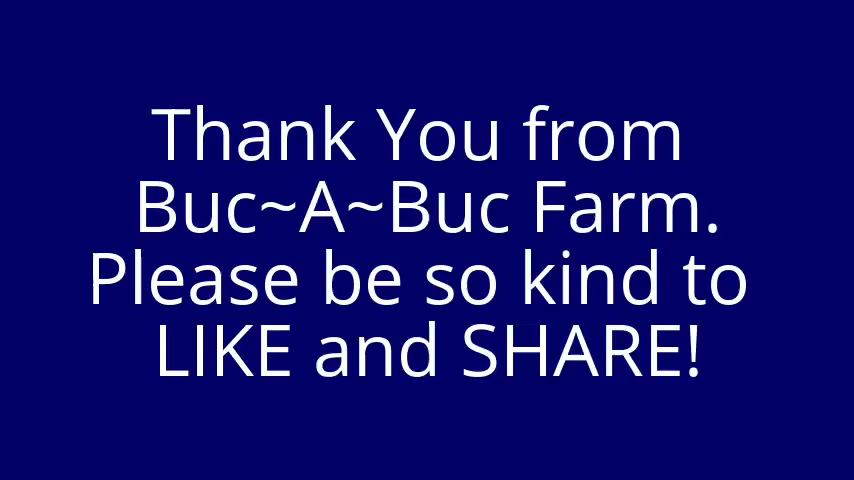 Thank You from
Buc~A~Buc Farm.
Please be so kind to
LIKE and SHARE!